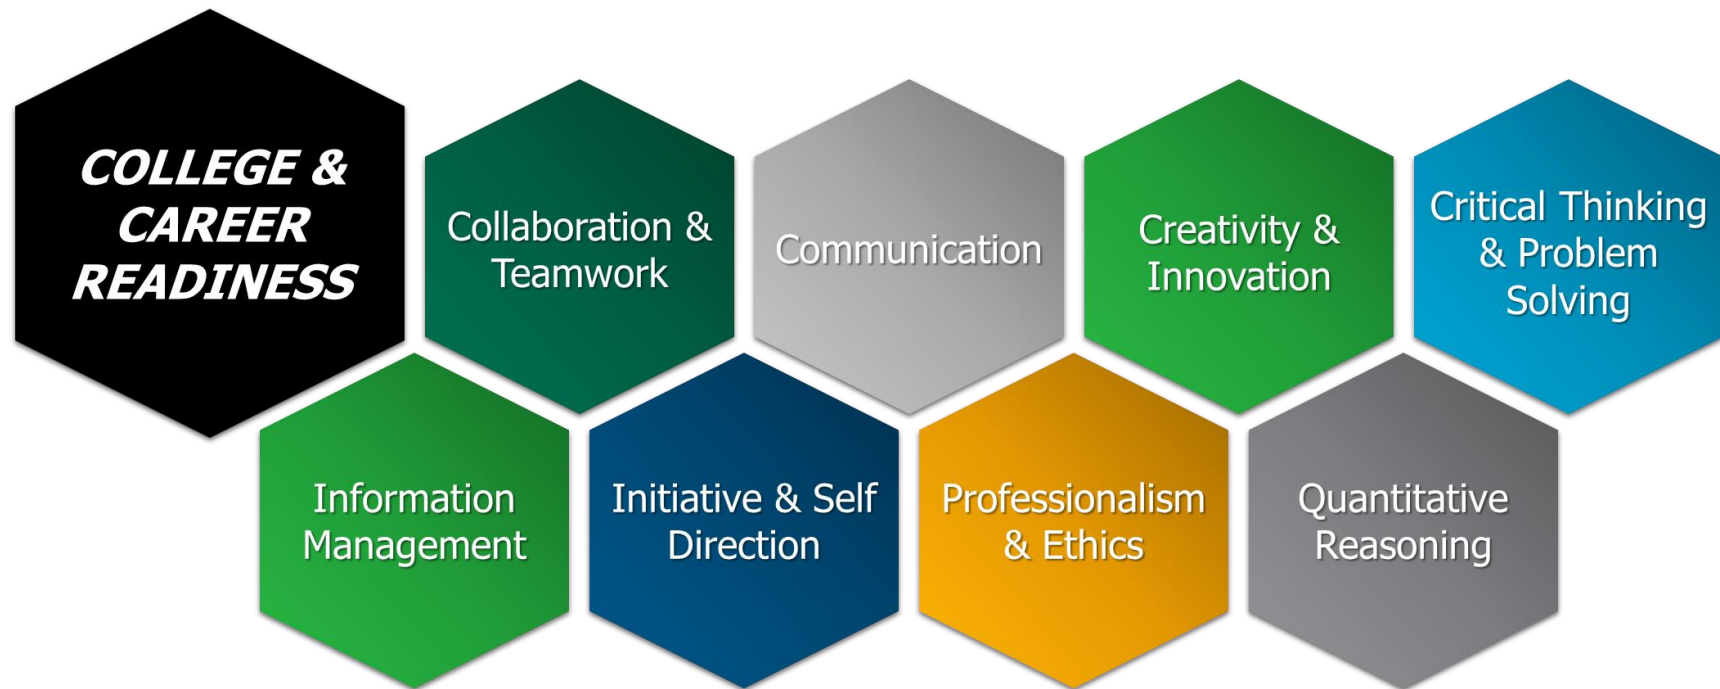 COLLEGE &
CAREER
READINESS
Collaboration &
Teamwork
Communication
Creativity &
Innovation
Critical Thinking
& Problem
Solving
Information
Management
Initiative & Self
Direction
Professionalism
& Ethics
Quantitative
Reasoning